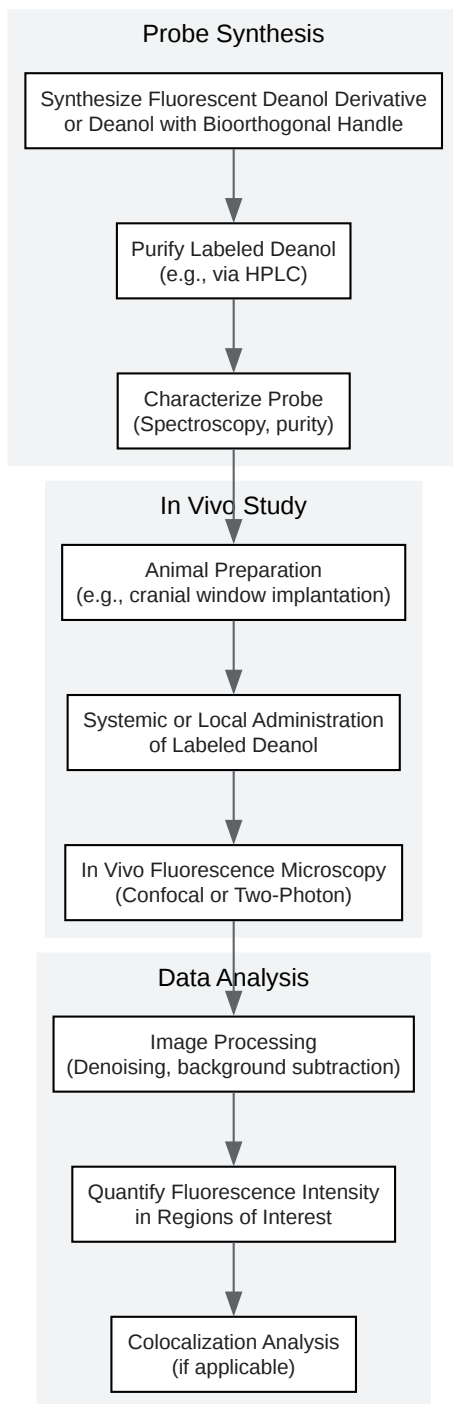 Probe Synthesis
Synthesize Fluorescent Deanol Derivative
or Deanol with Bioorthogonal Handle
Purify Labeled Deanol
(e.g., via HPLC)
Characterize Probe
(Spectroscopy, purity)
In Vivo Study
Animal Preparation
(e.g., cranial window implantation)
Systemic or Local Administration
of Labeled Deanol
In Vivo Fluorescence Microscopy
(Confocal or Two-Photon)
Data Analysis
Image Processing
(Denoising, background subtraction)
Quantify Fluorescence Intensity
in Regions of Interest
Colocalization Analysis
(if applicable)